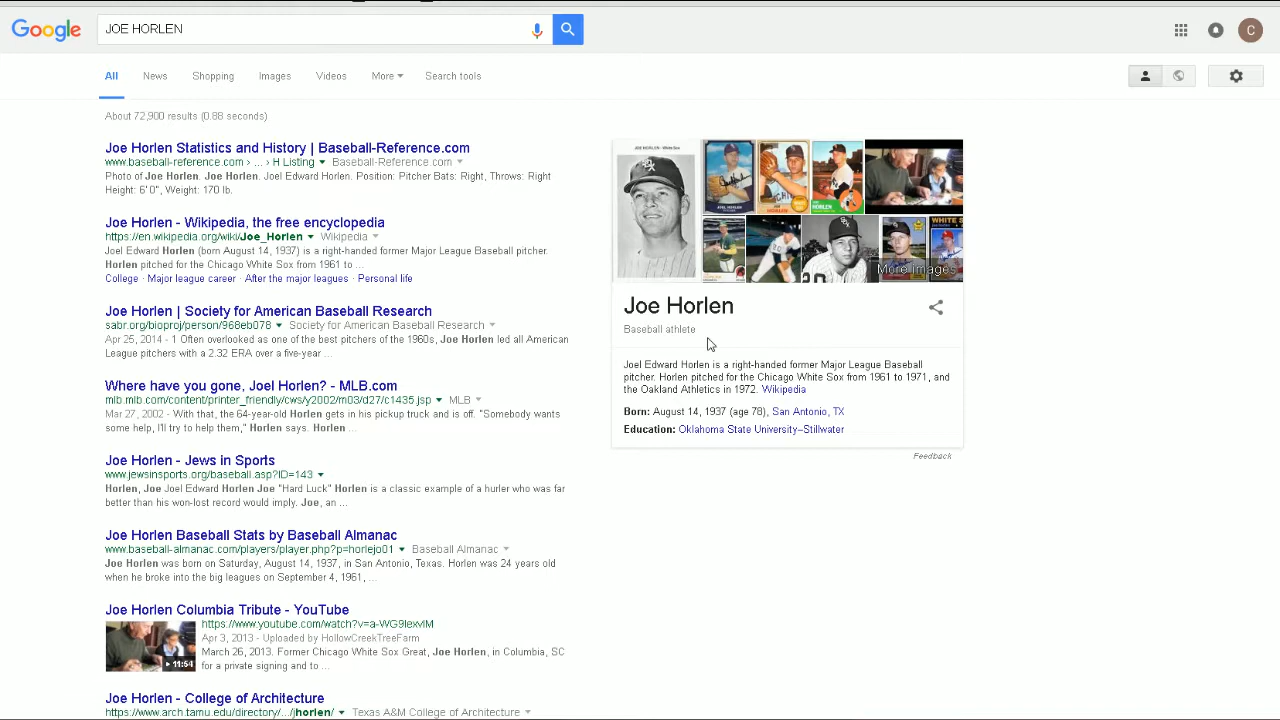 Google
JOE HORLEN
C
All News Shopping Images Videos More Search tools
About 72,900 results (0.88 seconds)
Joe Horlen Statistics and History | Baseball-Reference.com
www.baseball-reference.com › ... › H Listing Baseball-Reference.com
Photo of Joe Horlen. Joe Horlen. Joel Edward Horlen. Position: Pitcher Bats: Right, Throws: Right
Height: 6'0", Weight: 170 lb.
Joe Horlen - Wikipedia, the free encyclopedia
https://en.wikipedia.org/wiki/Joe_Horlen Wikipedia
Joel Edward Horlen (born August 14, 1937) is a right-handed former Major League Baseball pitcher.
Horlen pitched for the Chicago White Sox from 1961 to ...
College · Major league career · After the major leagues · Personal life
Joe Horlen | Society for American Baseball Research
sabr.org/bioproj/person/968eb078 Society for American Baseball Research
Apr 25, 2014 - 1 Often overlooked as one of the best pitchers of the 1960s, Joe Horlen led all American
League pitchers with a 2.32 ERA over a five-year ...
Where have you gone, Joel Horlen? - MLB.com
mlb.mlb.com/content/printer_friendly/cws/y2002/m03/d27/c1435.jsp MLB
Mar 27, 2002 - With that, the 64-year-old Horlen gets in his pickup truck and is off. "Somebody wants
some help, I'll try to help them," Horlen says. Horlen ...
Joe Horlen - Jews in Sports
www.jewsinsports.org/baseball.asp?ID=143
Horlen, Joe Joel Edward Horlen Joe "Hard Luck" Horlen is a classic example of a hurler who was far
better than his won-lost record would imply. Joe, an ...
Joe Horlen Baseball Stats by Baseball Almanac
www.baseball-almanac.com/players/player.php?p=horlejo01 Baseball Almanac
Joe Horlen was born on Saturday, August 14, 1937, in San Antonio, Texas. Horlen was 24 years old
when he broke into the big leagues on September 4, 1961, ...
Joe Horlen Columbia Tribute - YouTube
https://www.youtube.com/watch?v=a-WG9lexvlM
Apr 3, 2013 - Uploaded by HollowCreekTreeFarm
March 26, 2013. Former Chicago White Sox Great, Joe Horlen, in Columbia, SC
for a private signing and to ...
11:54
Joe Horlen - College of Architecture
https://www.arch.tamu.edu/directory/.../jhorlen/ Texas A&M College of Architecture
More images
Joe Horlen
Baseball athlete
Joel Edward Horlen is a right-handed former Major League Baseball
pitcher. Horlen pitched for the Chicago White Sox from 1961 to 1971, and
the Oakland Athletics in 1972. Wikipedia
Born: August 14, 1937 (age 78), San Antonio, TX
Education: Oklahoma State University–Stillwater
Feedback